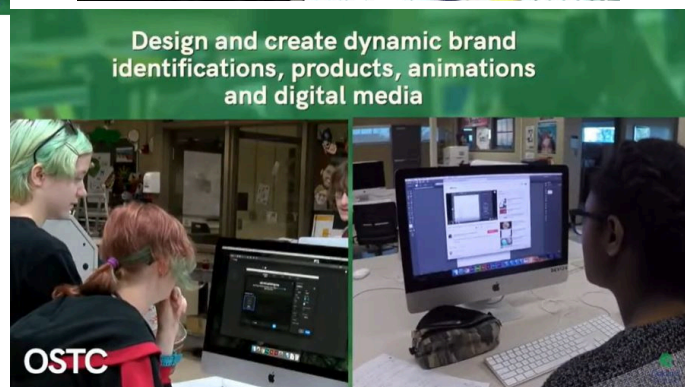 Design and create dynamic brand
identifications, products, animations
and digital media
OSTC